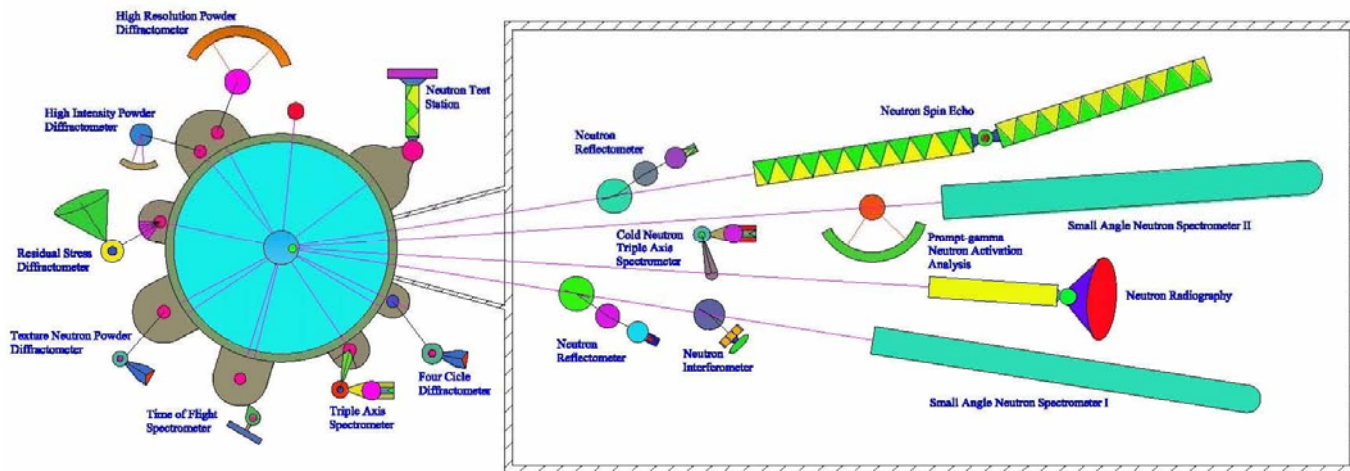 High Resolution Powder
Diffractometer
High Intensity Powder
Diffractometer
Residual Stress
Diffractometer
Texture Neutron Powder
Diffractometer
Time of Flight
Spectrometer
Triple Axis
Spectrometer
Four Cicle
Diffractometer
Neutron Test
Station
Neutron
Reflectometer
Neutron Spin Echo
Small Angle Neutron Spectrometer II
Cold Neutron
Triple Axis
Spectrometer
Prompt-gamma
Neutron Activation
Analysis
Neutron Radiography
Neutron
Reflectometer
Neutron
Interferometer
Small Angle Neutron Spectrometer I